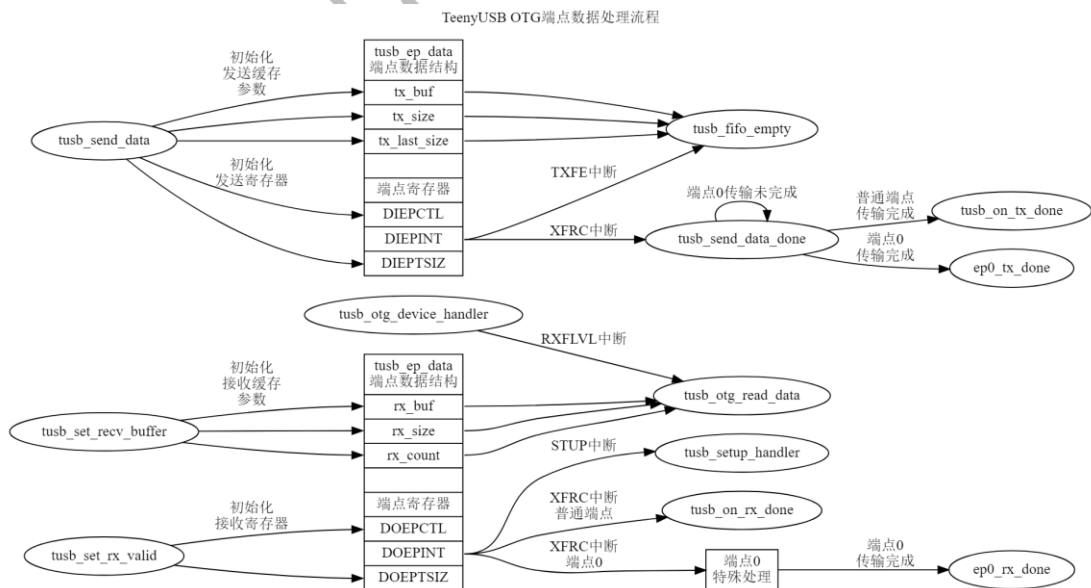 TeenyUSB OTG端点数据处理流程
初始化
发送缓存
参数
tusb_send_data
初始化
发送寄存器
tusb_ep_data
端点数据结构
tx_buf
tx_size
tx_last_size
端点寄存器
DIEPCTL
DIEPINT
DIEPTSIZ
TXFE中断
XFRC中断
tusb_fifo_empty
端点0传输未完成
tusb_send_data_done
普通端点
传输完成
tusb_on_tx_done
端点0
传输完成
ep0_tx_done
tusb_otg_device_handler
RXFLVL中断
初始化
接收缓存
参数
tusb_set_recv_buffer
初始化
接收寄存器
tusb_set_rx_valid
tusb_ep_data
端点数据结构
rx_buf
rx_size
rx_count
端点寄存器
DOEPCTL
DOEPINT
DOEPTSIZ
tusb_otg_read_data
STUP中断
tusb_setup_handler
XFRC中断
普通端点
tusb_on_rx_done
XFRC中断
端点0
端点0
特殊处理
端点0
传输完成
ep0_rx_done